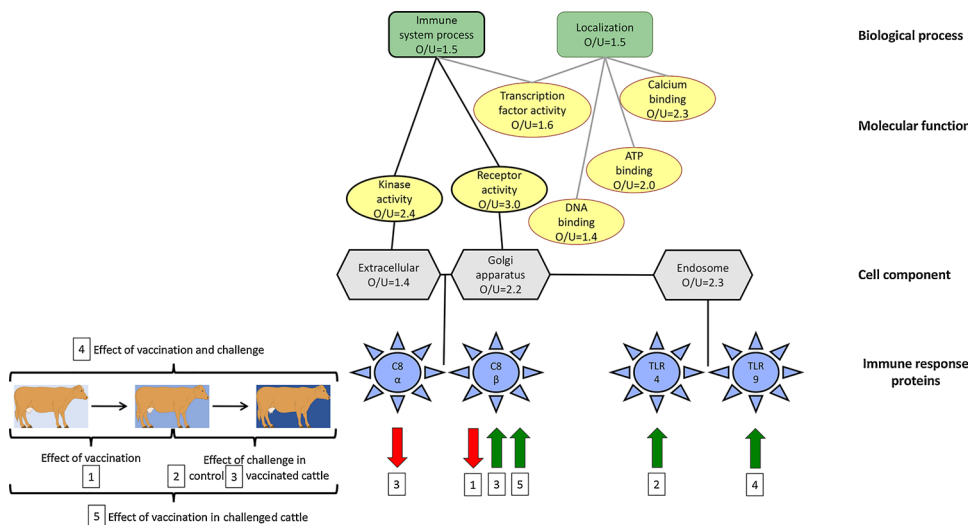 Immune
system process
O/U=1.5
Localization
O/U=1.5
Biological process
Transcription
factor activity
O/U=1.6
Calcium
binding
O/U=2.3
Molecular function
ATP
binding
O/U=2.0
Kinase
activity
O/U=2.4
Receptor
activity
O/U=3.0
DNA
binding
O/U=1.4
Extracellular
O/U=1.4
Golgi
apparatus
O/U=2.2
Endosome
O/U=2.3
Cell component
4 Effect of vaccination and challenge
C8
α
C8
β
TLR
4
TLR
9
Immune response
proteins
Effect of vaccination
1
Effect of challenge in
2 control 3 vaccinated cattle
5 Effect of vaccination in challenged cattle
3
1
3
5
2
4